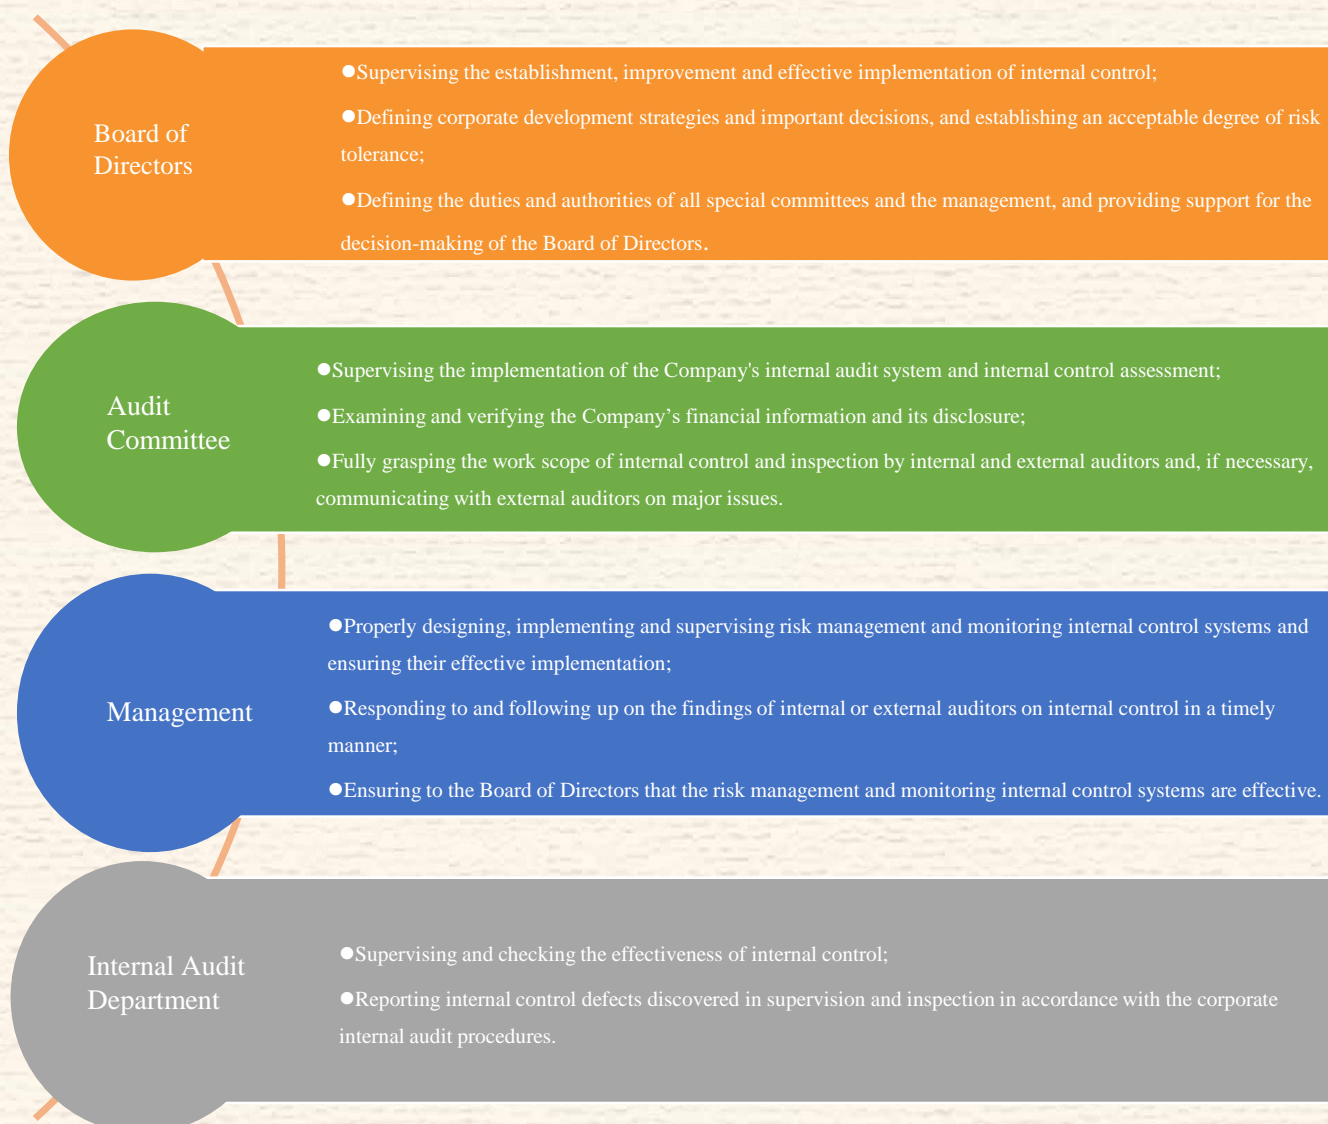 Board of
Directors
●Supervising the establishment, improvement and effective implementation of internal control;
●Defining corporate development strategies and important decisions, and establishing an acceptable degree of risk
tolerance;
●Defining the duties and authorities of all special committees and the management, and providing support for the
decision-making of the Board of Directors.
Audit
Committee
●Supervising the implementation of the Company's internal audit system and internal control assessment;
●Examining and verifying the Company’s financial information and its disclosure;
●Fully grasping the work scope of internal control and inspection by internal and external auditors and, if necessary,
communicating with external auditors on major issues.
Management
●Properly designing, implementing and supervising risk management and monitoring internal control systems and
ensuring their effective implementation;
●Responding to and following up on the findings of internal or external auditors on internal control in a timely
manner;
●Ensuring to the Board of Directors that the risk management and monitoring internal control systems are effective.
Internal Audit
Department
●Supervising and checking the effectiveness of internal control;
●Reporting internal control defects discovered in supervision and inspection in accordance with the corporate
internal audit procedures.